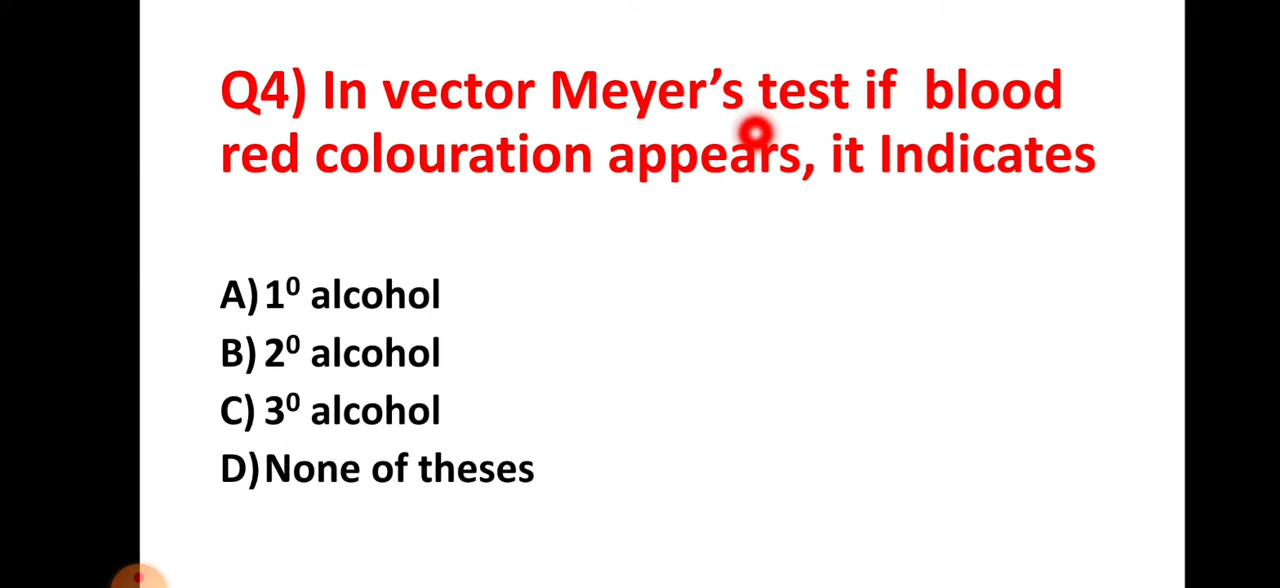 Q4) In vector Meyer’s test if blood
red colouration appears, it Indicates
A) 1⁰ alcohol
B) 2⁰ alcohol
C) 3⁰ alcohol
D) None of theses